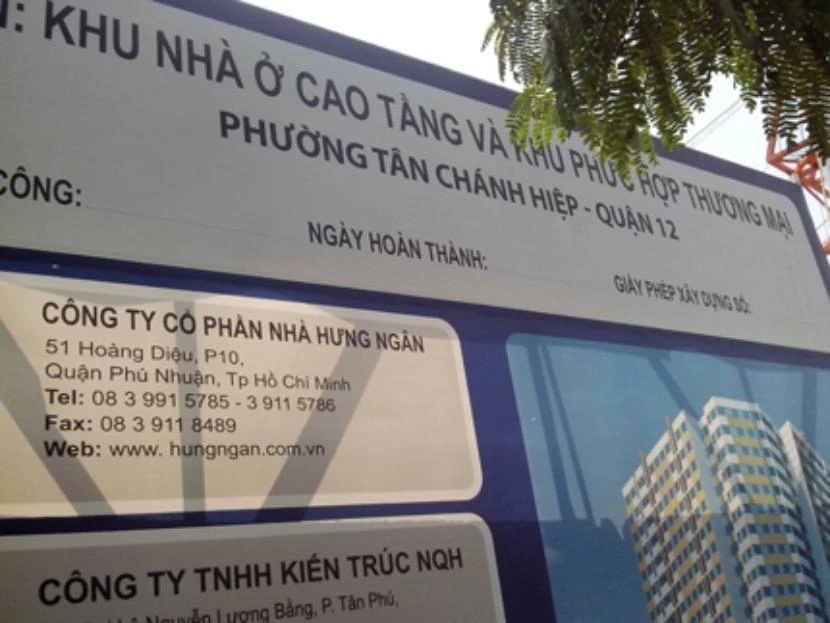 : KHU NHÀ Ở CAO TẦNG VÀ KHU PHỨC HỢP THƯƠNG MẠI
PHƯỜNG TÂN CHÁNH HIỆP - QUẬN 12
CÔNG:
NGÀY HOÀN THÀNH:
GIẤY PHÉP XÂY DỰNG SỐ:
CÔNG TY CỔ PHẦN NHÀ HƯNG NGÂN
51 Hoàng Diệu, P10,
Quận Phú Nhuận, Tp Hồ Chí Minh
Tel: 08 3 991 5785 - 3 911 5786
Fax: 08 3 911 8489
Web: www. hungngan.com.vn
CÔNG TY TNHH KIẾN TRÚC NQH
Nguyễn Lương Bằng, P. Tân Phú,